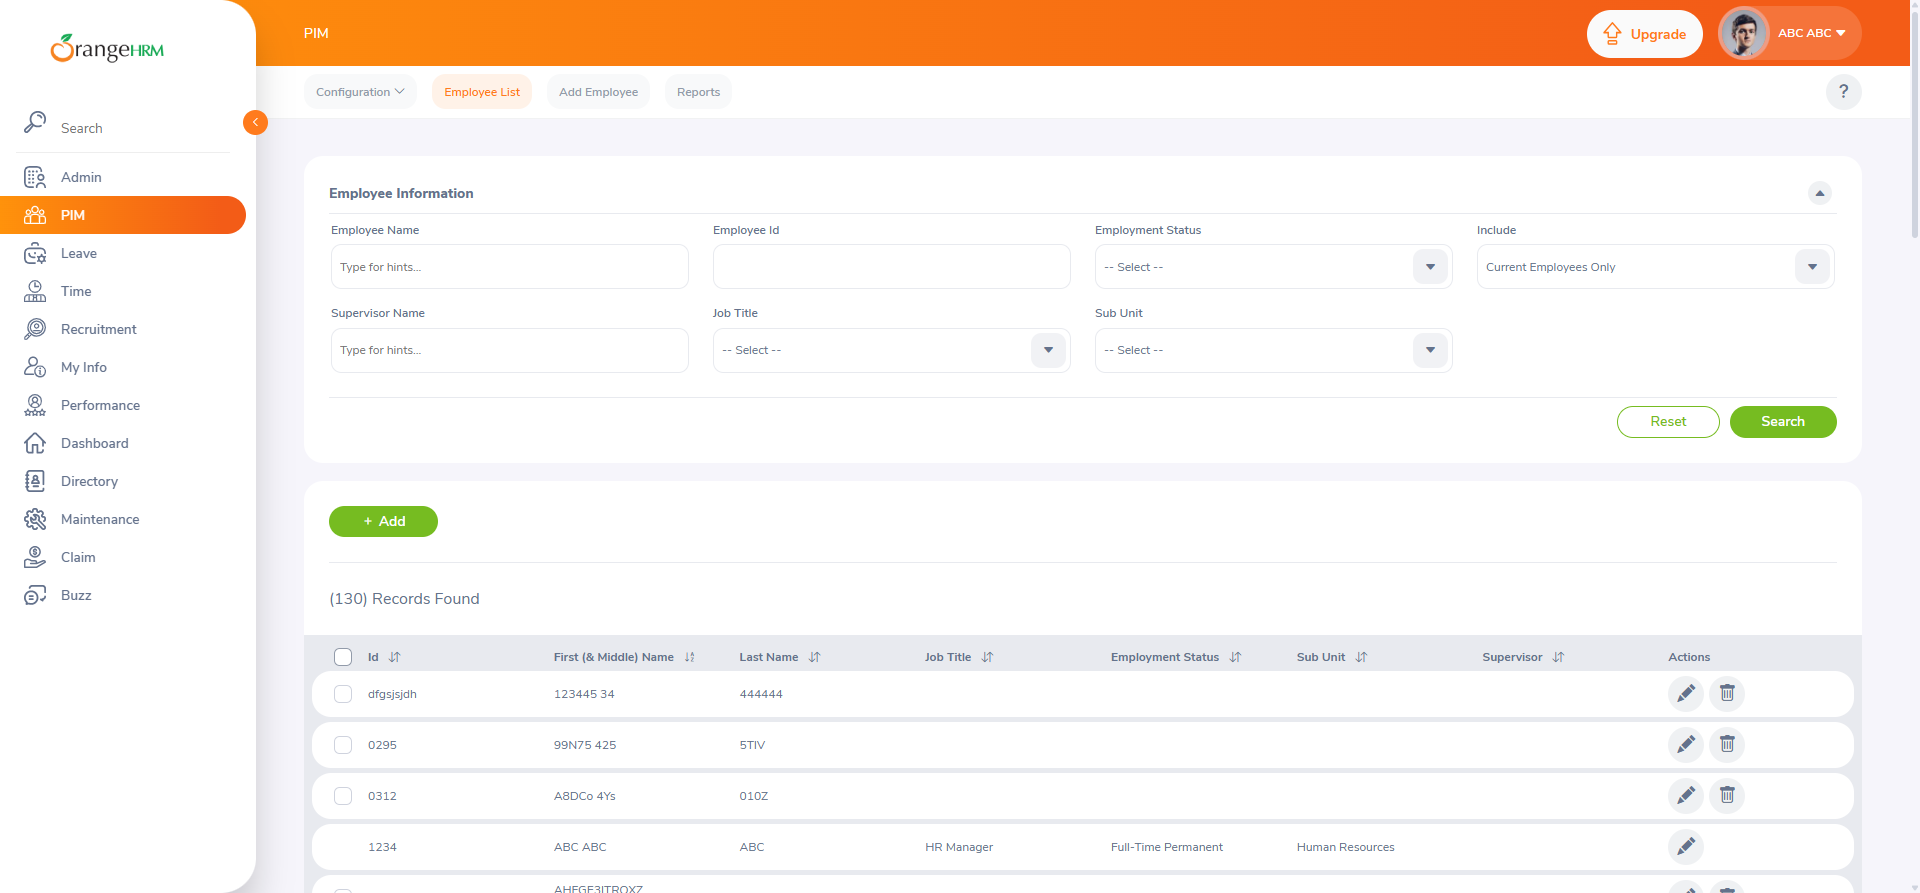 OrangeHRM
PIM
Upgrade
ABC ABC
Configuration
Employee List
Add Employee
Reports
?
Search
Admin
PIM
Leave
Time
Recruitment
My Info
Performance
Dashboard
Directory
Maintenance
Claim
Buzz
Employee Information
Employee Name
Employee Id
Employment Status
Include
Type for hints...
-- Select --
Current Employees Only
Supervisor Name
Job Title
Sub Unit
Type for hints...
-- Select --
-- Select --
Reset
Search
+ Add
(130) Records Found
Id First (& Middle) Name Last Name Job Title Employment Status Sub Unit Supervisor Actions
dfgsjsjdh 123445 34 444444
0295 99N75 425 5TIV
0312 A8DCo 4Ys 010Z
1234 ABC ABC ABC HR Manager Full-Time Permanent Human Resources